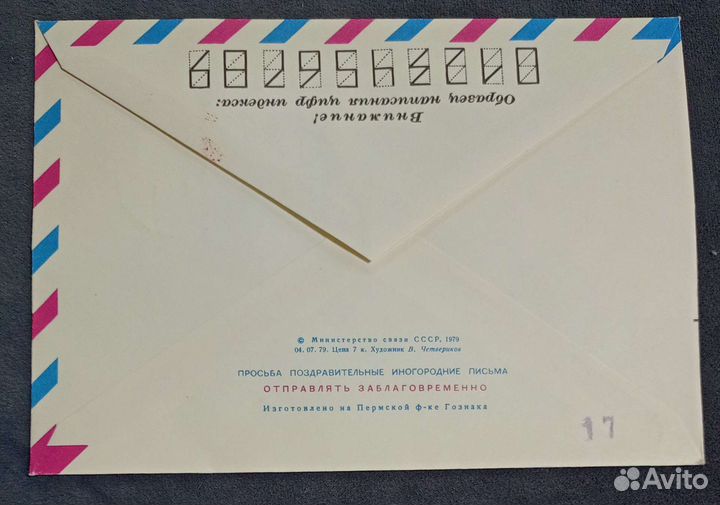 Внимание!
Образец написания цифр индекса:
0123456789
© Министерство связи СССР, 1979
04. 07. 79. Цена 7 к. Художник В. Четвериков
ПРОСЬБА ПОЗДРАВИТЕЛЬНЫЕ ИНОГОРОДНИЕ ПИСЬМА
ОТПРАВЛЯТЬ ЗАБЛАГОВРЕМЕННО
Изготовлено на Пермской ф-ке Гознака
17
Avito